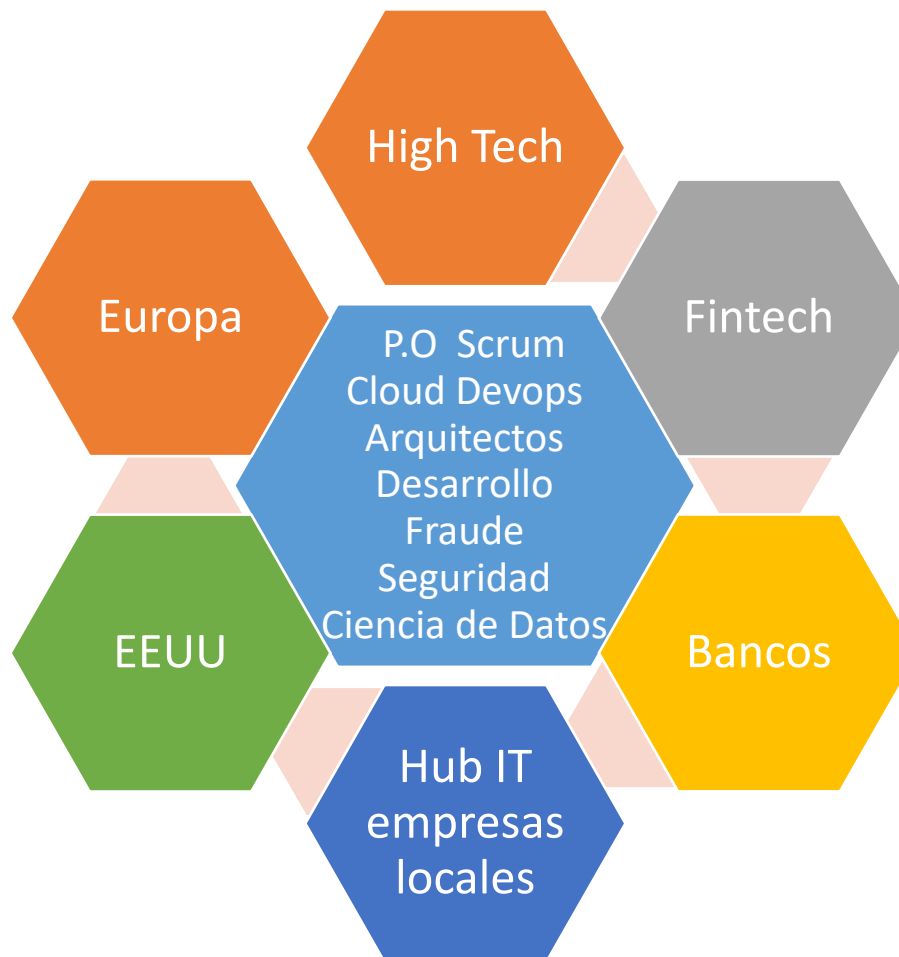 High Tech
Europa
Fintech
P.O Scrum
Cloud Devops
Arquitectos
Desarrollo
Fraude
Seguridad
Ciencia de Datos
EEUU
Bancos
Hub IT
empresas
locales